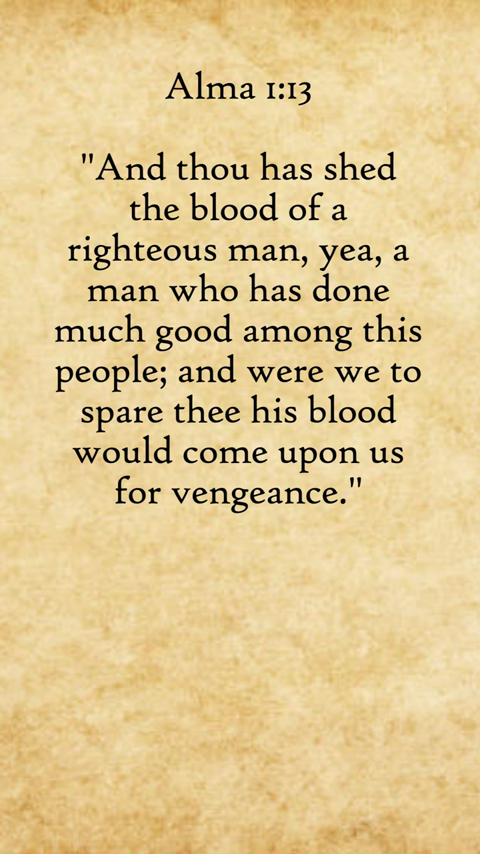 Alma 1:13
"And thou has shed
the blood of a
righteous man, yea, a
man who has done
much good among this
people; and were we to
spare thee his blood
would come upon us
for vengeance."